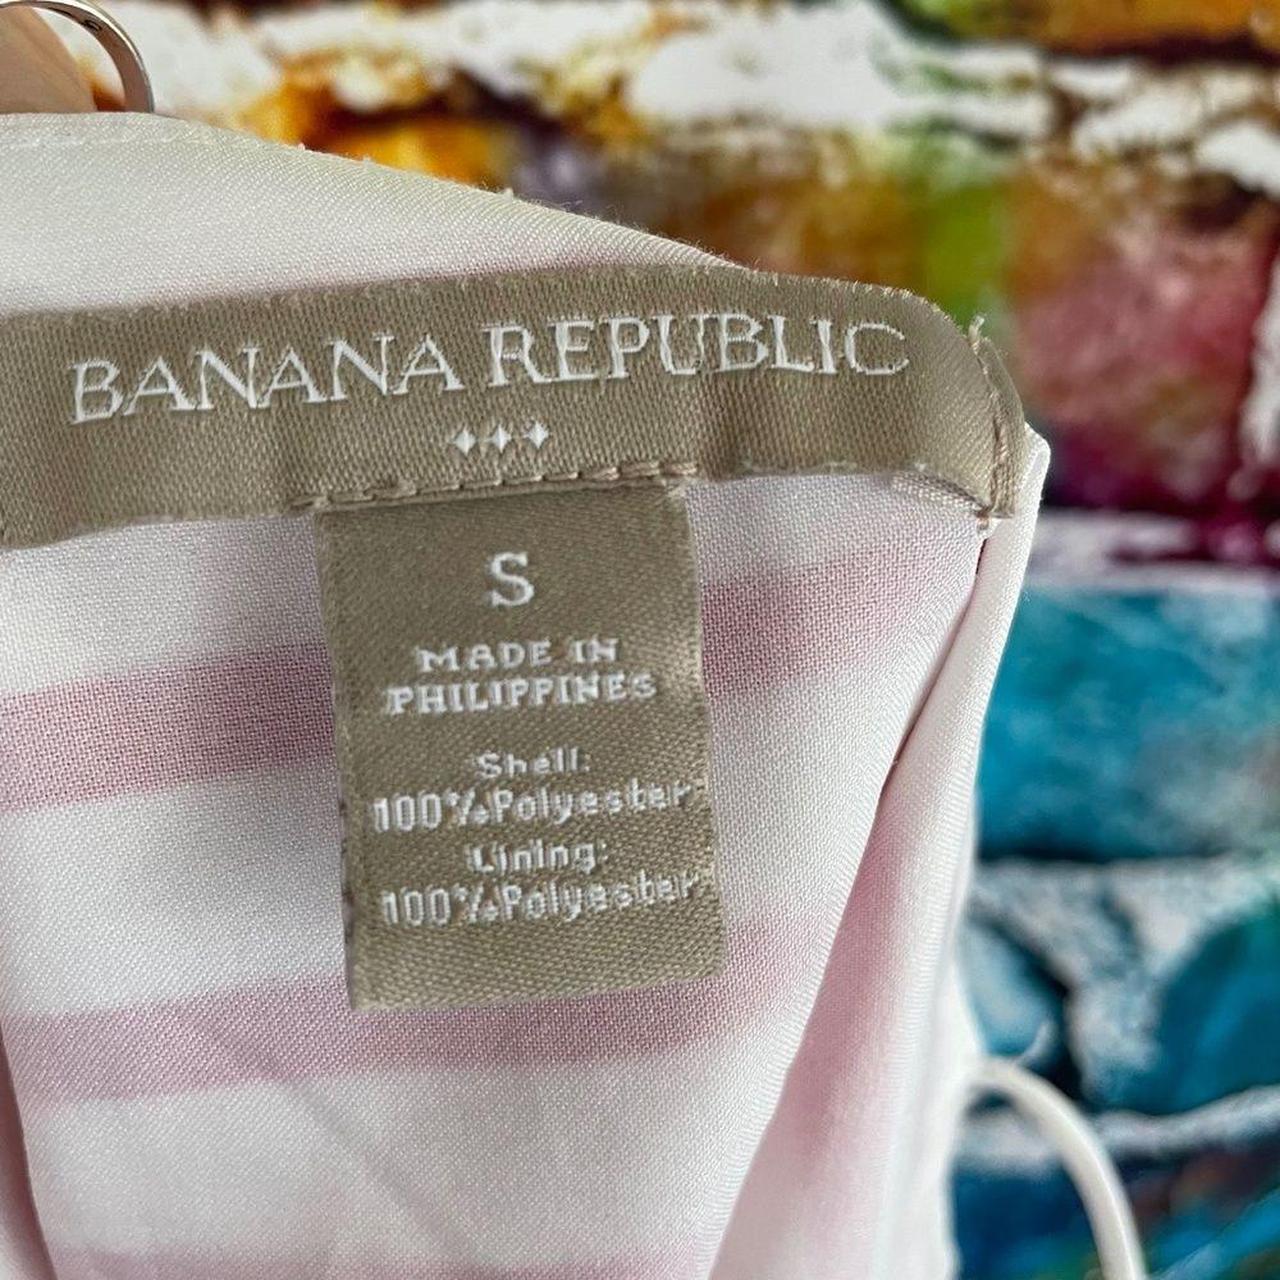 BANANA REPUBLIC
S
MADE IN
PHILIPPINES
Shell:
100%Polyester
Lining:
100%Polyester